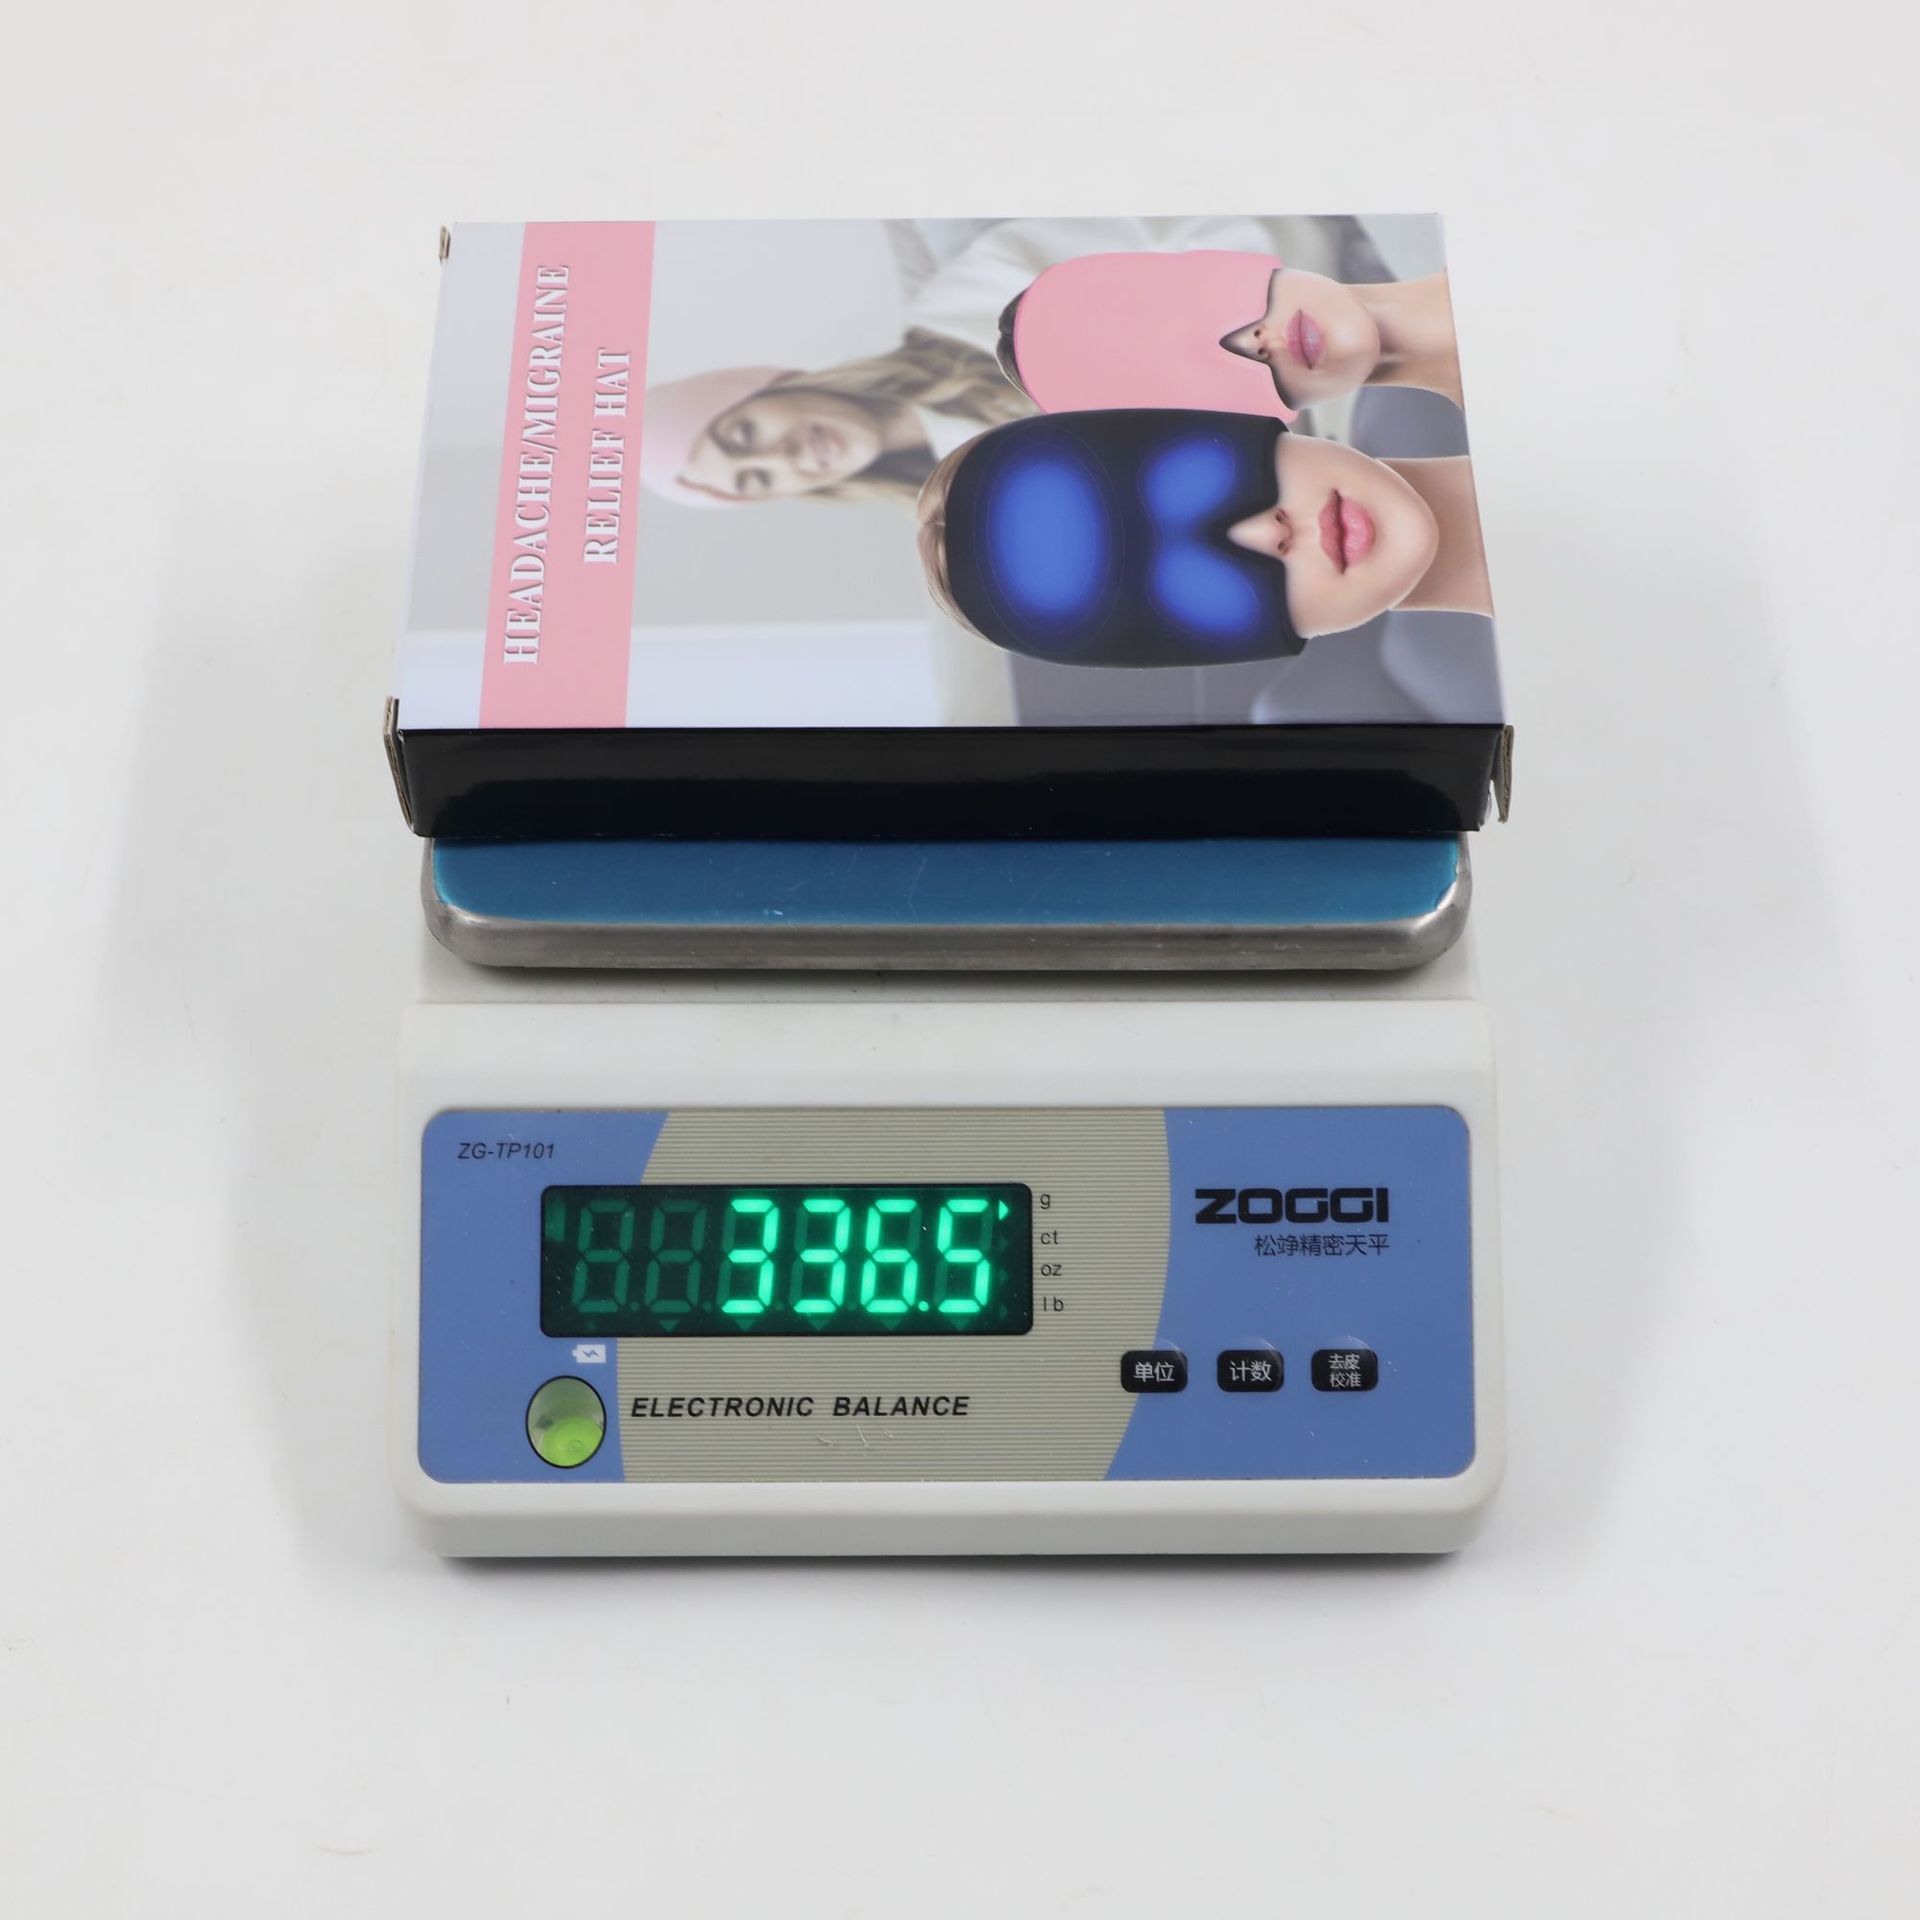 HEADACHE/MIGRAINE
RELIEF HAT
ZG-TP101
336.5
g
ct
oz
lb
ZOGGI
松竫精密天平
单位
计数
去皮
校准
ELECTRONIC BALANCE